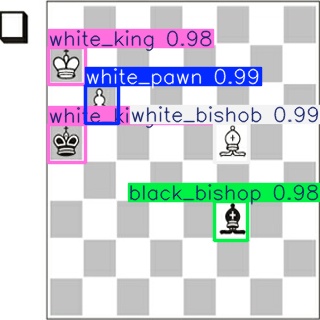 white_king 0.98
white_pawn 0.99
white_ki
white_bishob 0.99
black_bishop 0.98